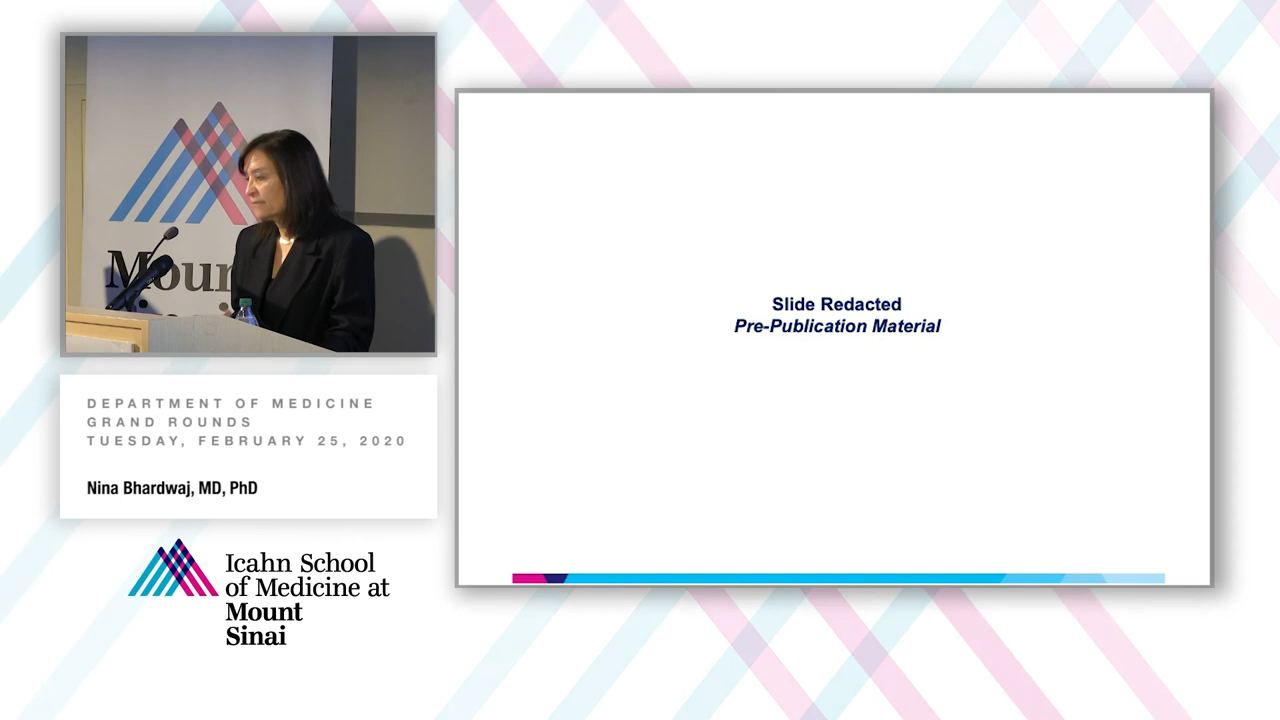 Mount
DEPARTMENT OF MEDICINE
GRAND ROUNDS
TUESDAY, FEBRUARY 25, 2020
Nina Bhardwaj, MD, PhD
Icahn School
of Medicine at
Mount
Sinai
Slide Redacted
Pre-Publication Material